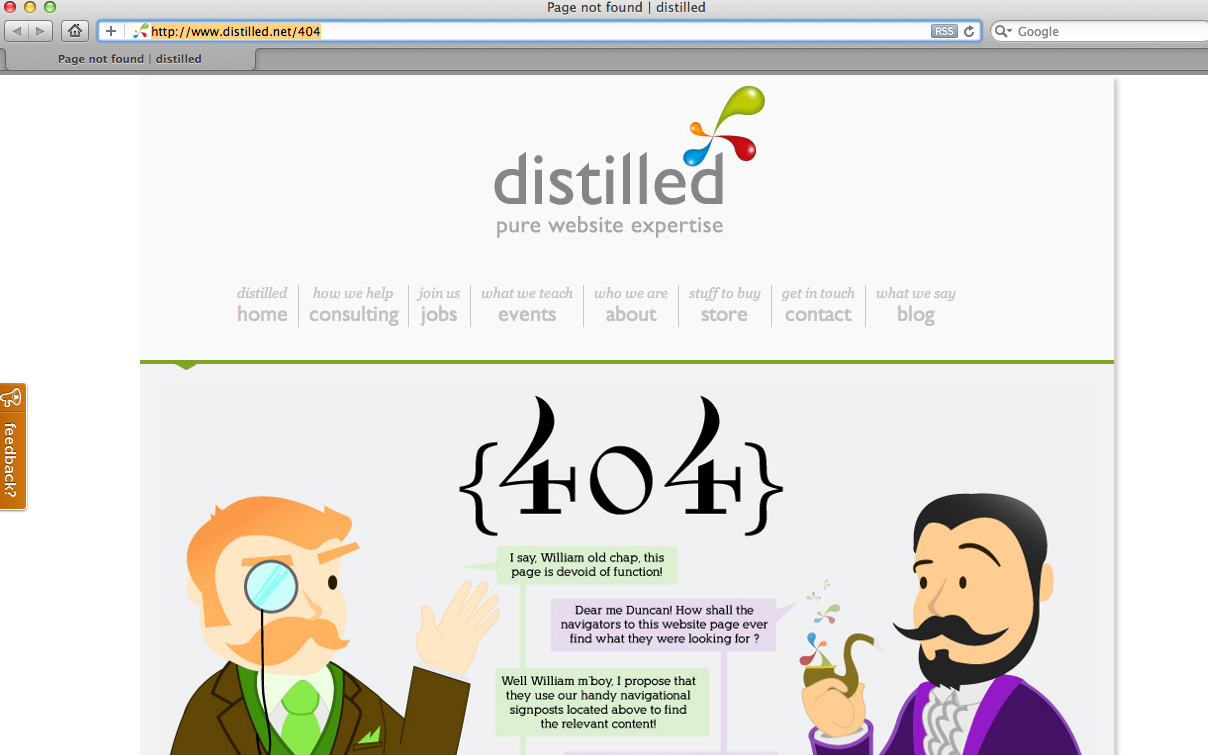 Page not found | distilled
http://www.distilled.net/404
RSS
Google
Page not found | distilled
distilled
pure website expertise
distilled
home
how we help
consulting
join us
jobs
what we teach
events
who we are
about
stuff to buy
store
get in touch
contact
what we say
blog
feedback?
{404}
I say, William old chap, this
page is devoid of function!
Dear me Duncan! How shall the
navigators to this website page ever
find what they were looking for ?
Well William m'boy, I propose that
they use our handy navigational
signposts located above to find
the relevant content!